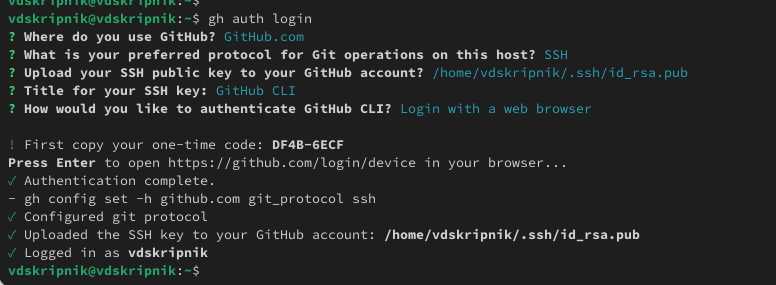 vdskripnik@vdskripnik:~$
vdskripnik@vdskripnik:~$ gh auth login
? Where do you use GitHub? GitHub.com
? What is your preferred protocol for Git operations on this host? SSH
? Upload your SSH public key to your GitHub account? /home/vdskripnik/.ssh/id_rsa.pub
? Title for your SSH key: GitHub CLI
? How would you like to authenticate GitHub CLI? Login with a web browser

! First copy your one-time code: DF4B-6ECF
Press Enter to open https://github.com/login/device in your browser...
✓ Authentication complete.
- gh config set -h github.com git_protocol ssh
✓ Configured git protocol
✓ Uploaded the SSH key to your GitHub account: /home/vdskripnik/.ssh/id_rsa.pub
✓ Logged in as vdskripnik
vdskripnik@vdskripnik:~$